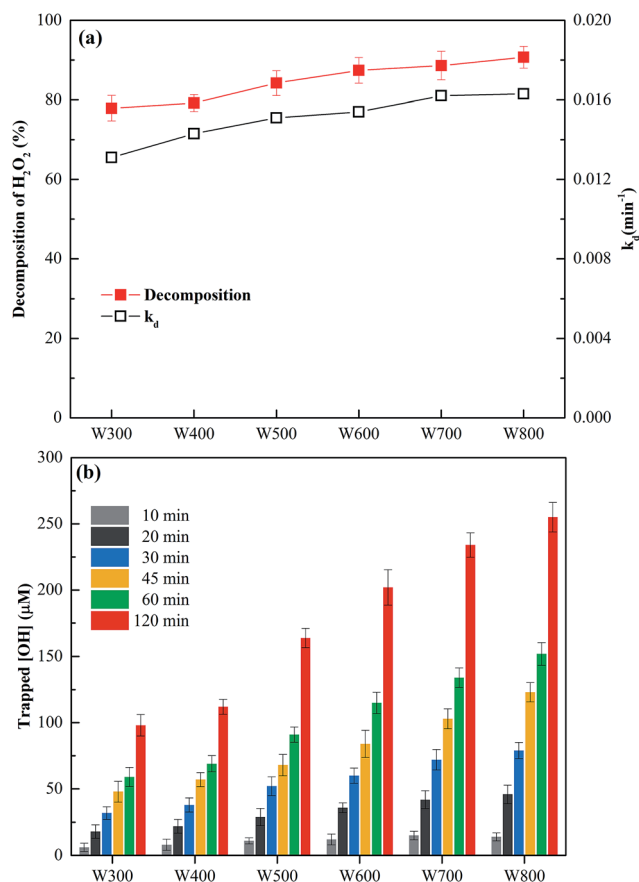 (a)
100
80
60
40
20
0
Decomposition of H₂O₂ (%)
0.020
0.016
0.012
0.008
0.004
0.000
k_d(min⁻¹)
Decomposition
k_d
W300 W400 W500 W600 W700 W800
(b)
300
250
200
150
100
50
0
Trapped [OH] (μM)
10 min
20 min
30 min
45 min
60 min
120 min
W300 W400 W500 W600 W700 W800